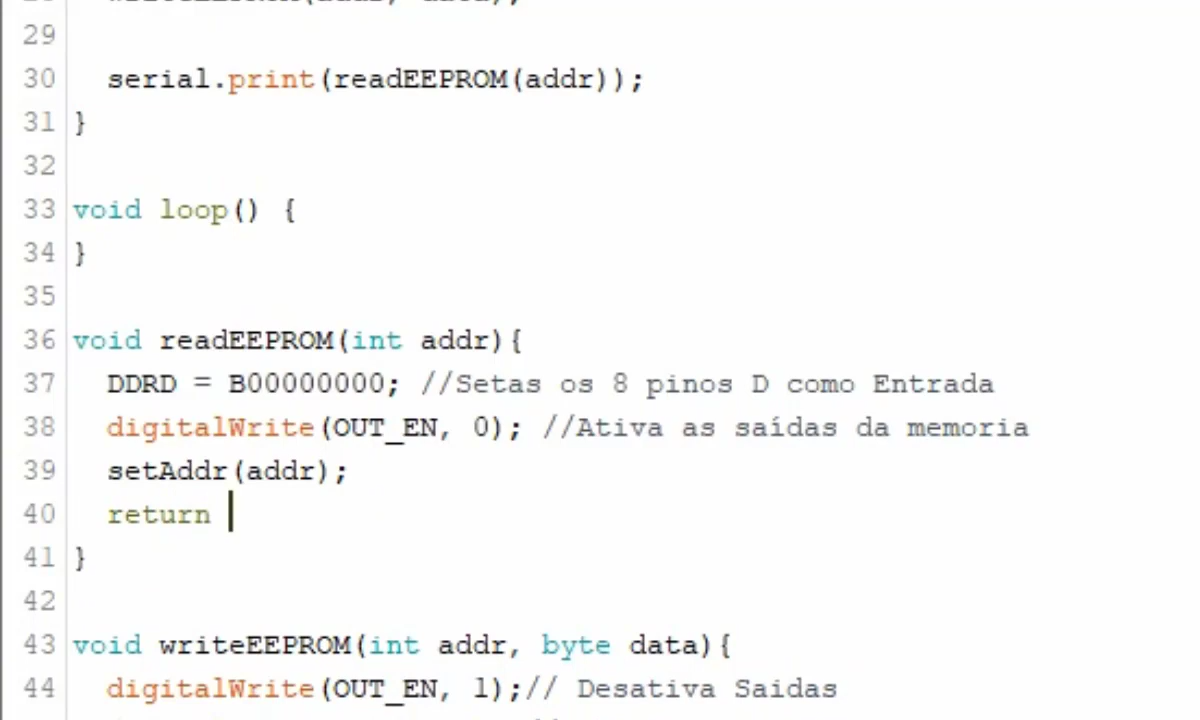 29
30 serial.print(readEEPROM(addr));
31 }
32
33 void loop() {
34 }
35
36 void readEEPROM(int addr){
37 DDRD = B00000000; //Setas os 8 pinos D como Entrada
38 digitalWrite(OUT_EN, 0); //Ativa as saídas da memoria
39 setAddr(addr);
40 return
41 }
42
43 void writeEEPROM(int addr, byte data){
44 digitalWrite(OUT_EN, 1);// Desativa Saidas